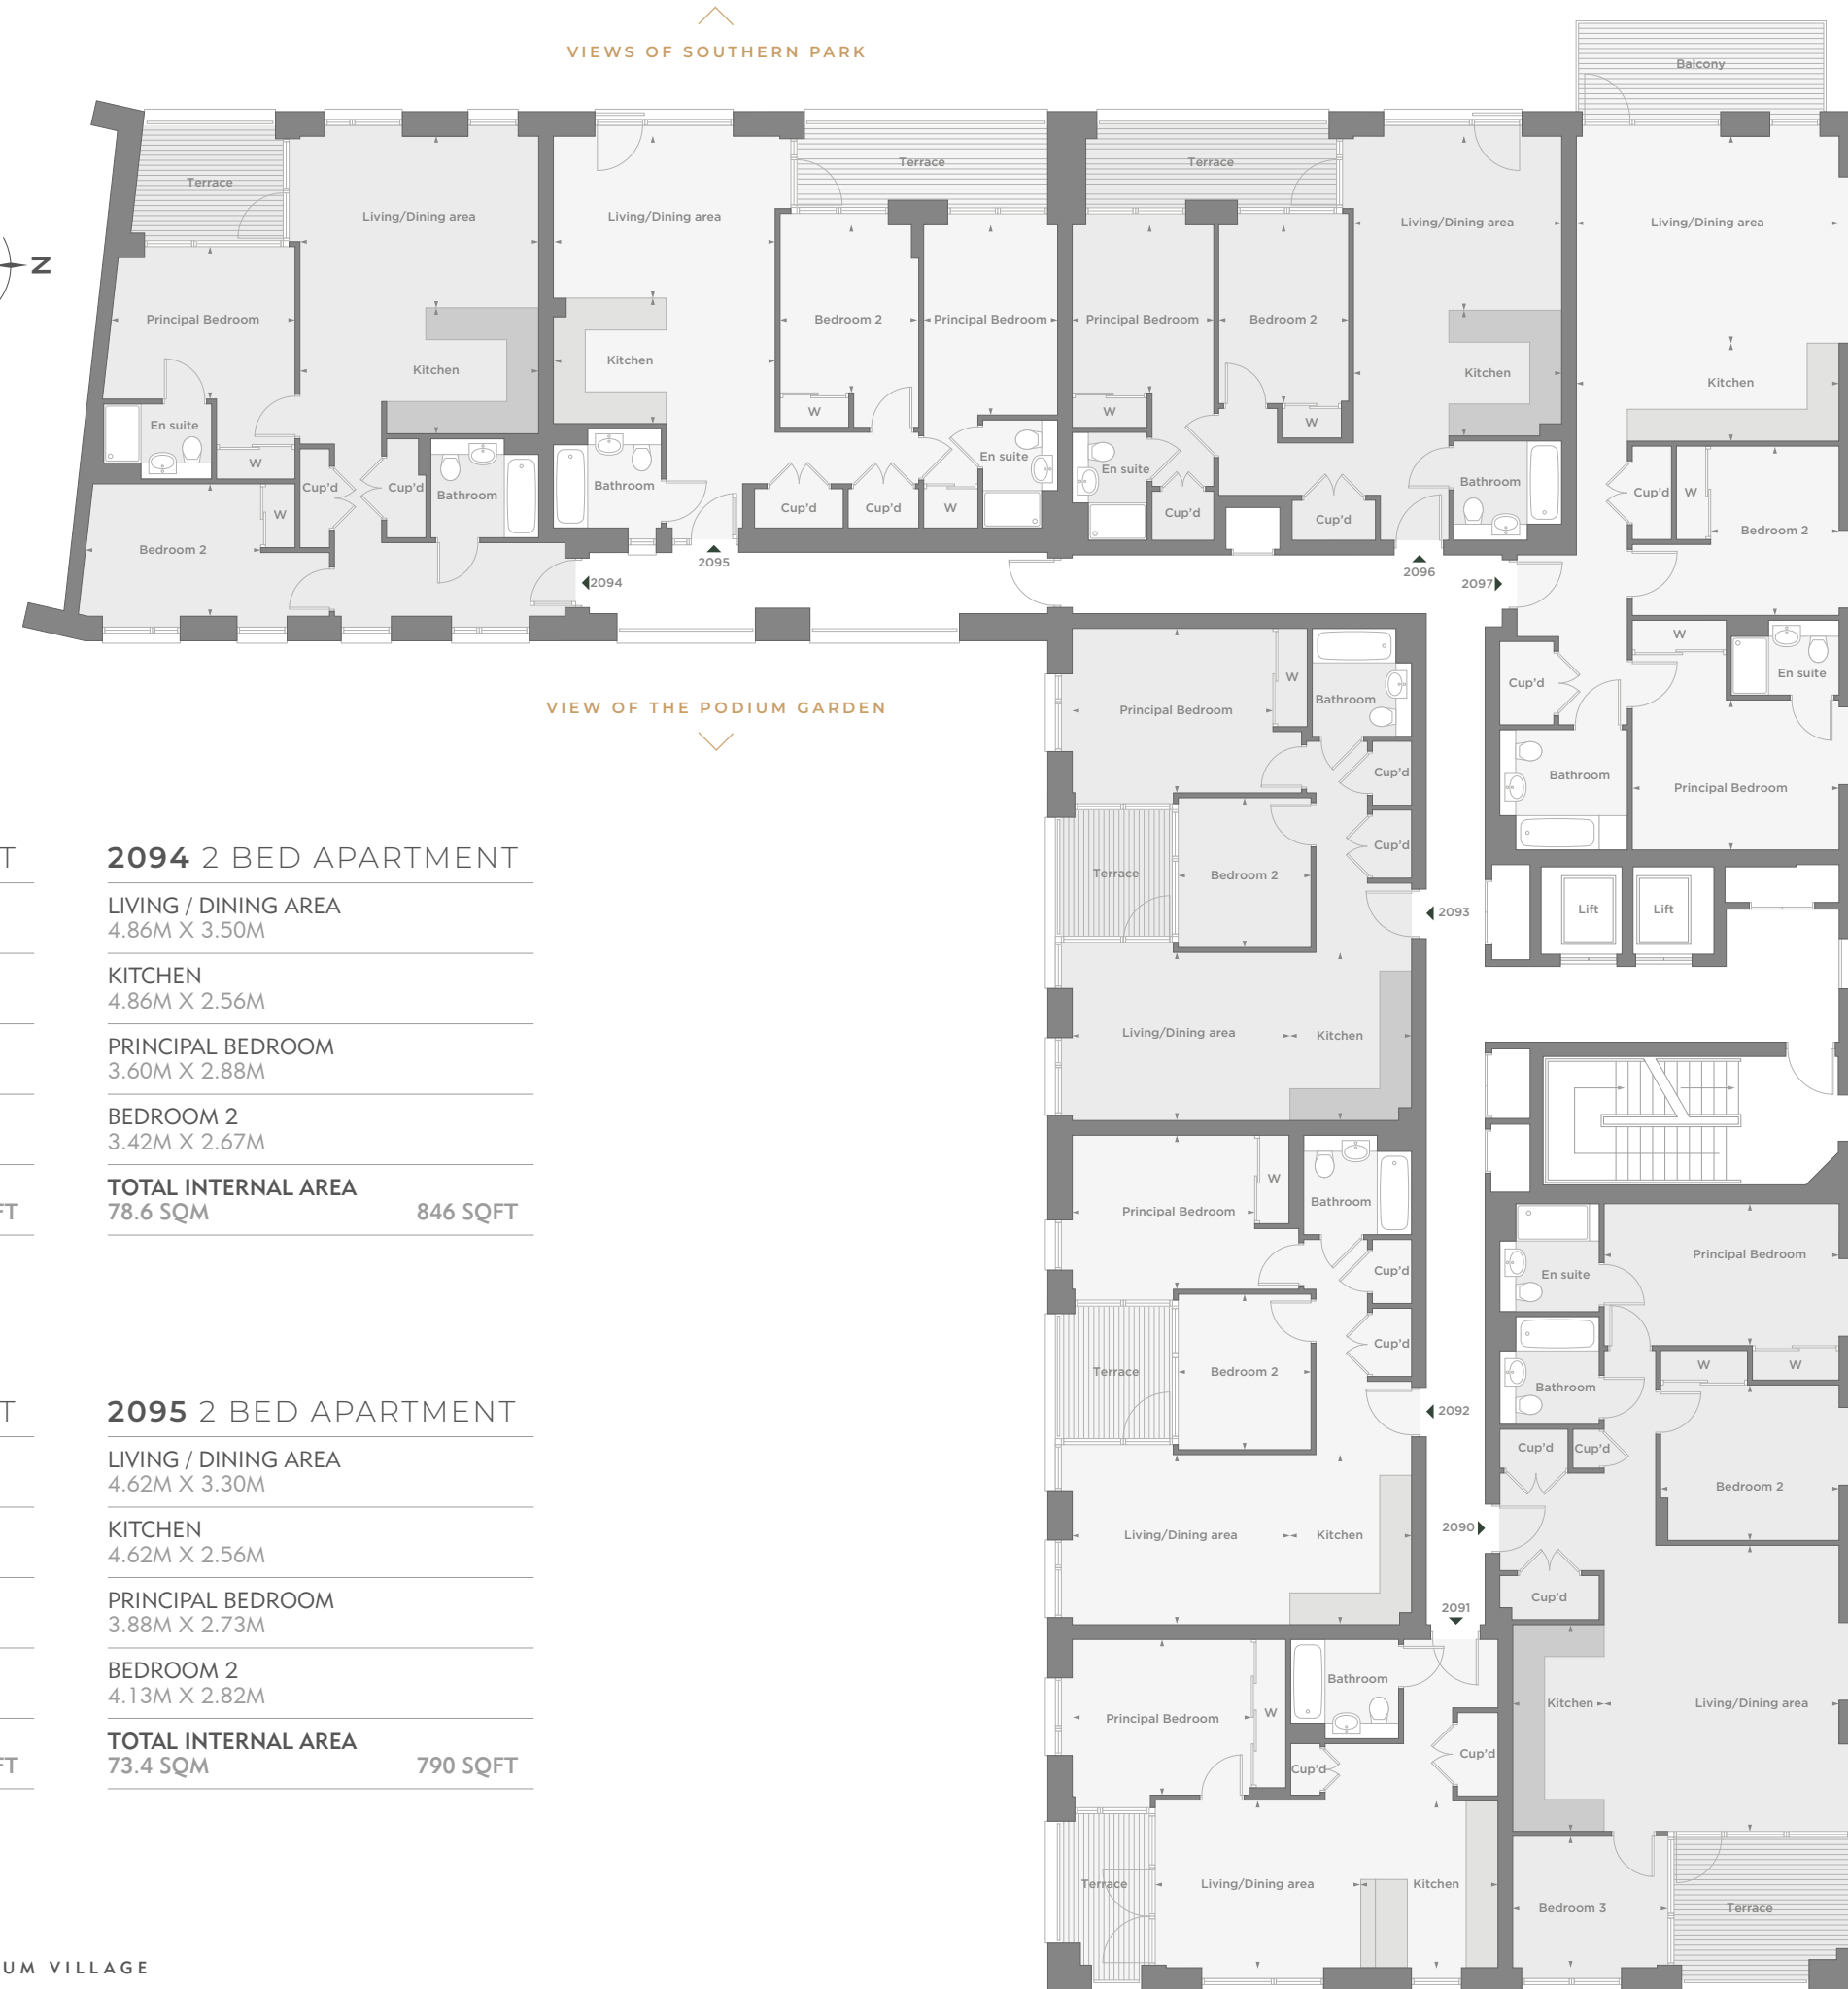 VIEWS OF SOUTHERN PARK
Balcony
Terrace
Terrace
Terrace
Living/Dining area
Living/Dining area
Living/Dining area
Living/Dining area
N
Principal Bedroom
Bedroom 2
Principal Bedroom
Principal Bedroom
Bedroom 2
Kitchen
Kitchen
Kitchen
Kitchen
W
W
W
En suite
W
En suite
En suite
Bathroom
Bathroom
Bathroom
Cup'd
Cup'd
W
Cup'd
Cup'd
W
Cup'd
Cup'd
Cup'd
W
Bedroom 2
Bedroom 2
2094
2095
2096
2097
W
En suite
Cup'd
Bathroom
Principal Bedroom
VIEW OF THE PODIUM GARDEN
Principal Bedroom
W
Bathroom
Cup'd
Cup'd
Terrace
Bedroom 2
2093
Lift
Lift
Living/Dining area
Kitchen
T
2094 2 BED APARTMENT
LIVING / DINING AREA
4.86M X 3.50M
KITCHEN
4.86M X 2.56M
PRINCIPAL BEDROOM
3.60M X 2.88M
BEDROOM 2
3.42M X 2.67M
TOTAL INTERNAL AREA
FT
78.6 SQM 846 SQFT
Principal Bedroom
W
Bathroom
Cup'd
Cup'd
Terrace
Bedroom 2
2092
Living/Dining area
Kitchen
En suite
Principal Bedroom
Bathroom
W
W
Cup'd
Cup'd
Bedroom 2
2090
Cup'd
2091
Kitchen
Living/Dining area
Bedroom 3
Terrace
T
2095 2 BED APARTMENT
LIVING / DINING AREA
4.62M X 3.30M
KITCHEN
4.62M X 2.56M
PRINCIPAL BEDROOM
3.88M X 2.73M
BEDROOM 2
4.13M X 2.82M
TOTAL INTERNAL AREA
FT
73.4 SQM 790 SQFT
Principal Bedroom
W
Bathroom
Cup'd
Cup'd
Terrace
Living/Dining area
Kitchen
UM VILLAGE